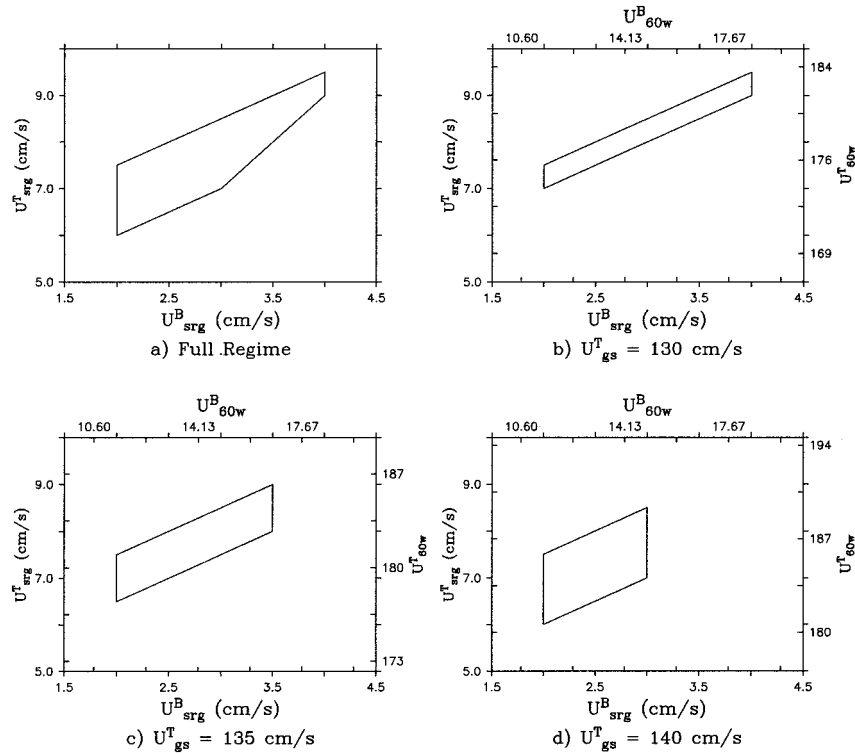 U^B_60w
10.60 14.13 17.67
9.0 9.0 184
U^T_srg (cm/s) U^T_srg (cm/s) 176 U^T_60w
7.0 7.0
169
5.0 5.0
1.5 2.5 3.5 4.5 1.5 2.5 3.5 4.5
U^B_srg (cm/s) U^B_srg (cm/s)
a) Full .Regime b) U^T_gs = 130 cm/s
U^B_60w U^B_60w
10.60 14.13 17.67 10.60 14.13 17.67
194
9.0 187 9.0
187
U^T_srg (cm/s) 180 U^T_60w U^T_srg (cm/s) U^T_60w
7.0 7.0
180
173
5.0 5.0
1.5 2.5 3.5 4.5 1.5 2.5 3.5 4.5
U^B_srg (cm/s) U^B_srg (cm/s)
c) U^T_gs = 135 cm/s d) U^T_gs = 140 cm/s